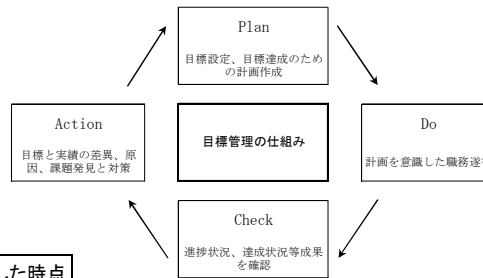 Plan
目標設定、目標達成のため
の計画作成
Action
目標と実績の差異、原
因、課題発見と対策
目標管理の仕組み
Do
計画を意識した職務遂
Check
進捗状況、達成状況等成果
を確認
した時点